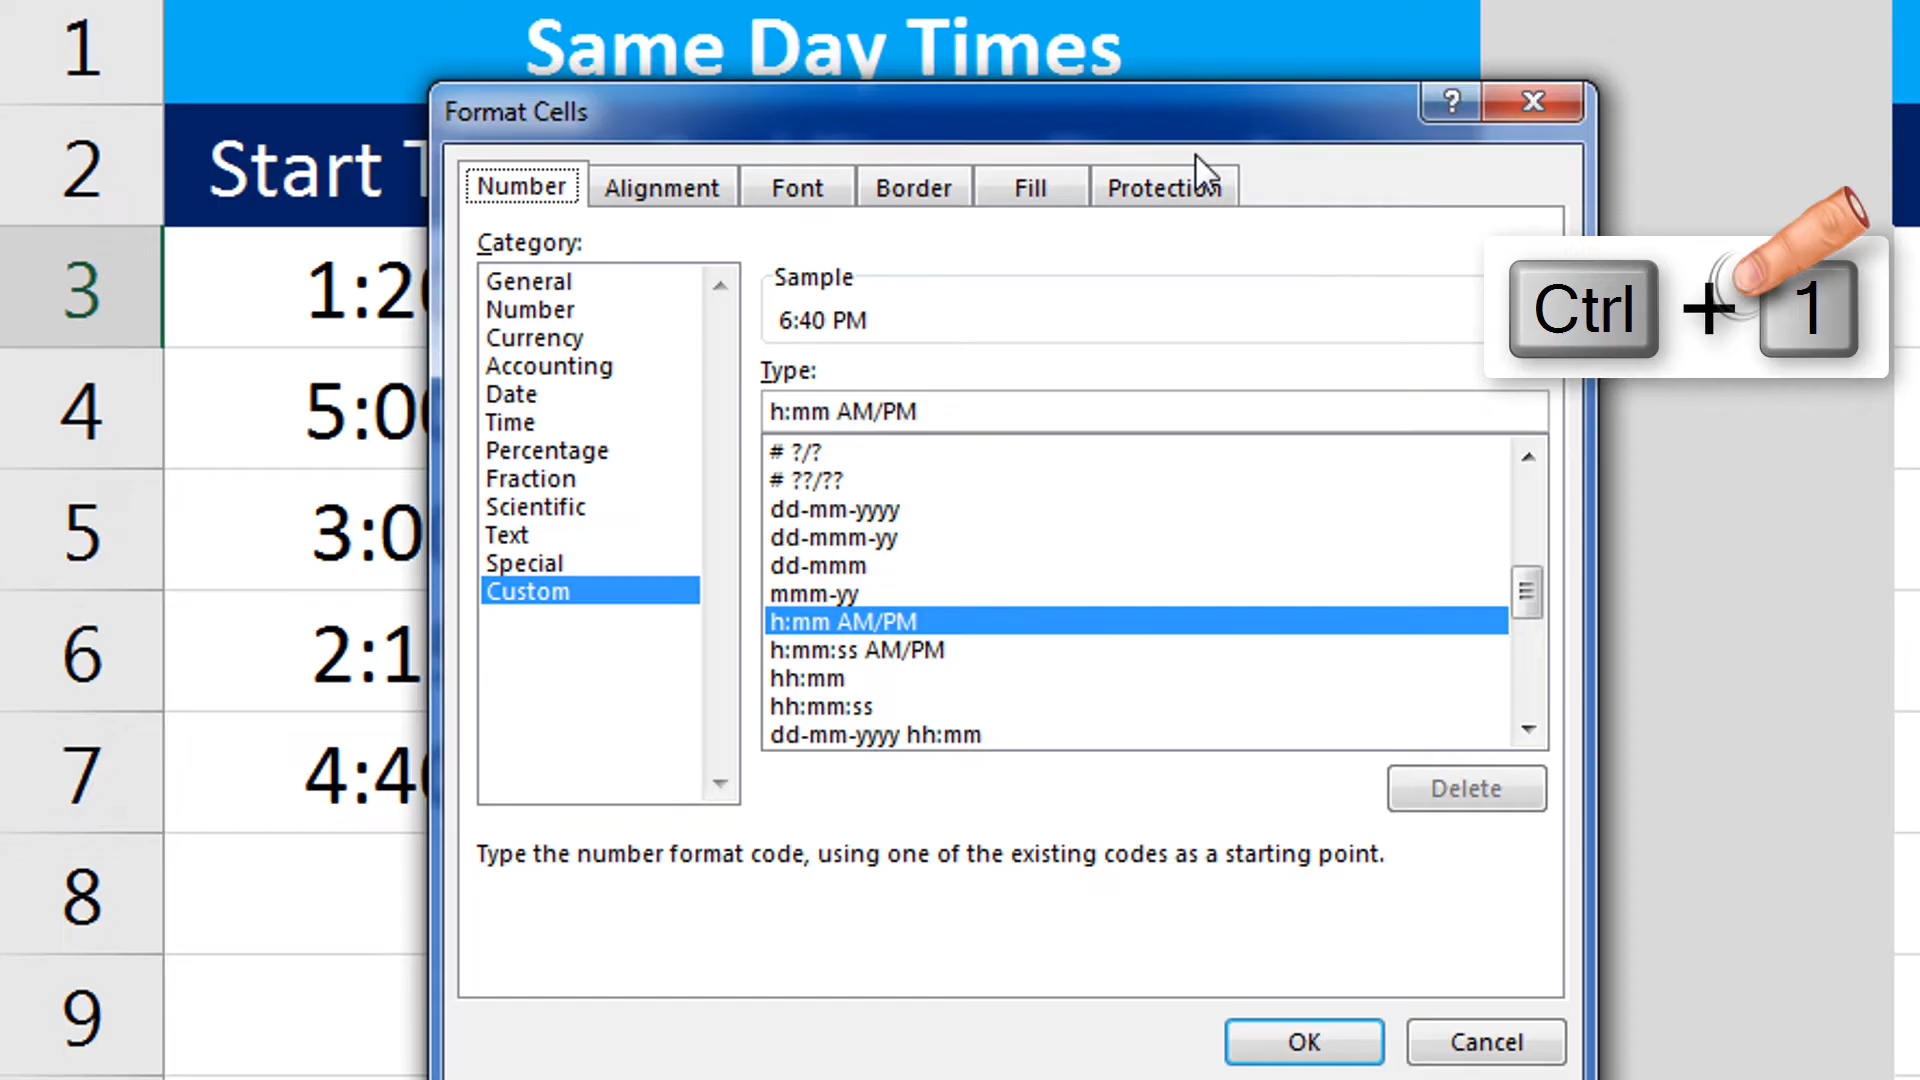 1
Same Day Times
Format Cells
?
2
Start T
Number
Alignment
Font
Border
Fill
Protection
Category:
Sample
6:40 PM
Ctrl + 1
3
1:20
General
Number
Currency
Accounting
Date
Time
Percentage
Fraction
Scientific
Text
Special
Custom
Type:
h:mm AM/PM
# ?/?
# ??/??
dd-mm-yyyy
dd-mmm-yy
dd-mmm
mmm-yy
h:mm AM/PM
h:mm:ss AM/PM
hh:mm
hh:mm:ss
dd-mm-yyyy hh:mm
4
5:00
5
3:0
6
2:1
7
4:40
Delete
Type the number format code, using one of the existing codes as a starting point.
8
9
OK
Cancel